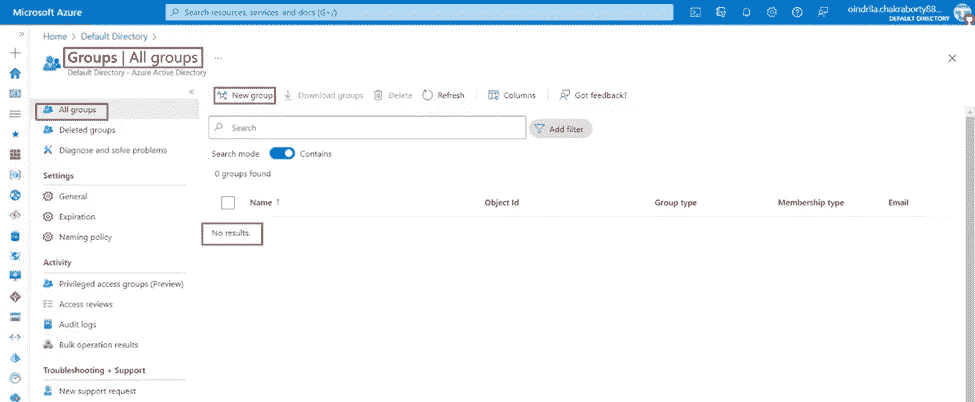 Microsoft Azure
Search resources, services, and docs (G+/)
oindrila.chakraborty88...
DEFAULT DIRECTORY
Home > Default Directory >
Groups | All groups ...
Default Directory - Azure Active Directory
All groups
Deleted groups
Diagnose and solve problems
Settings
General
Expiration
Naming policy
Activity
Privileged access groups (Preview)
Access reviews
Audit logs
Bulk operation results
Troubleshooting + Support
New support request
New group Download groups Delete Refresh Columns Got feedback?
Search Add filter
Search mode Contains
0 groups found
Name ↑ Object Id Group type Membership type Email
No results.